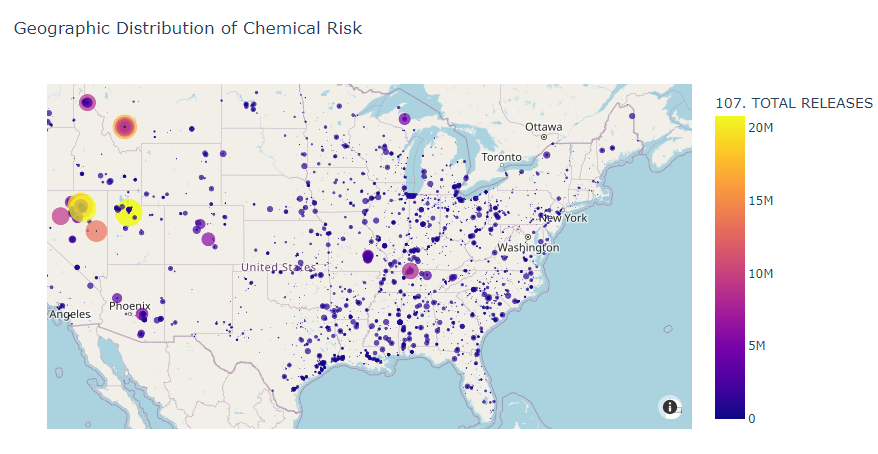 Geographic Distribution of Chemical Risk
107. TOTAL RELEASES
20M
15M
10M
5M
0
Ottawa
Toronto
New York
Washington
United States
Phoenix
Angeles
i